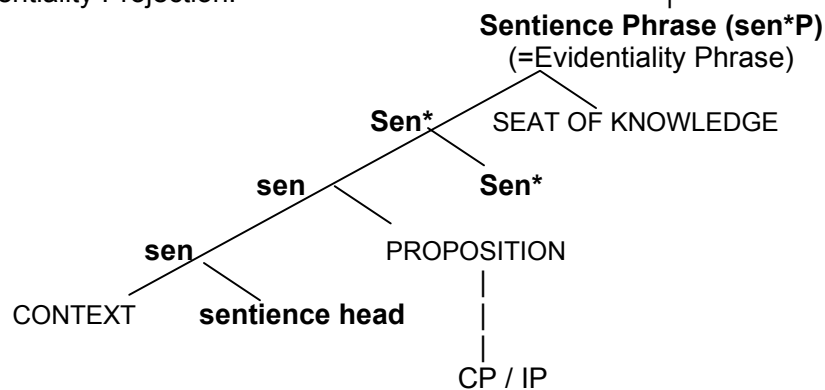 entiality Projection.
Sentience Phrase (sen*P)
(=Evidentiality Phrase)
Sen* SEAT OF KNOWLEDGE
sen Sen*
sen PROPOSITION
CONTEXT sentience head
CP / IP